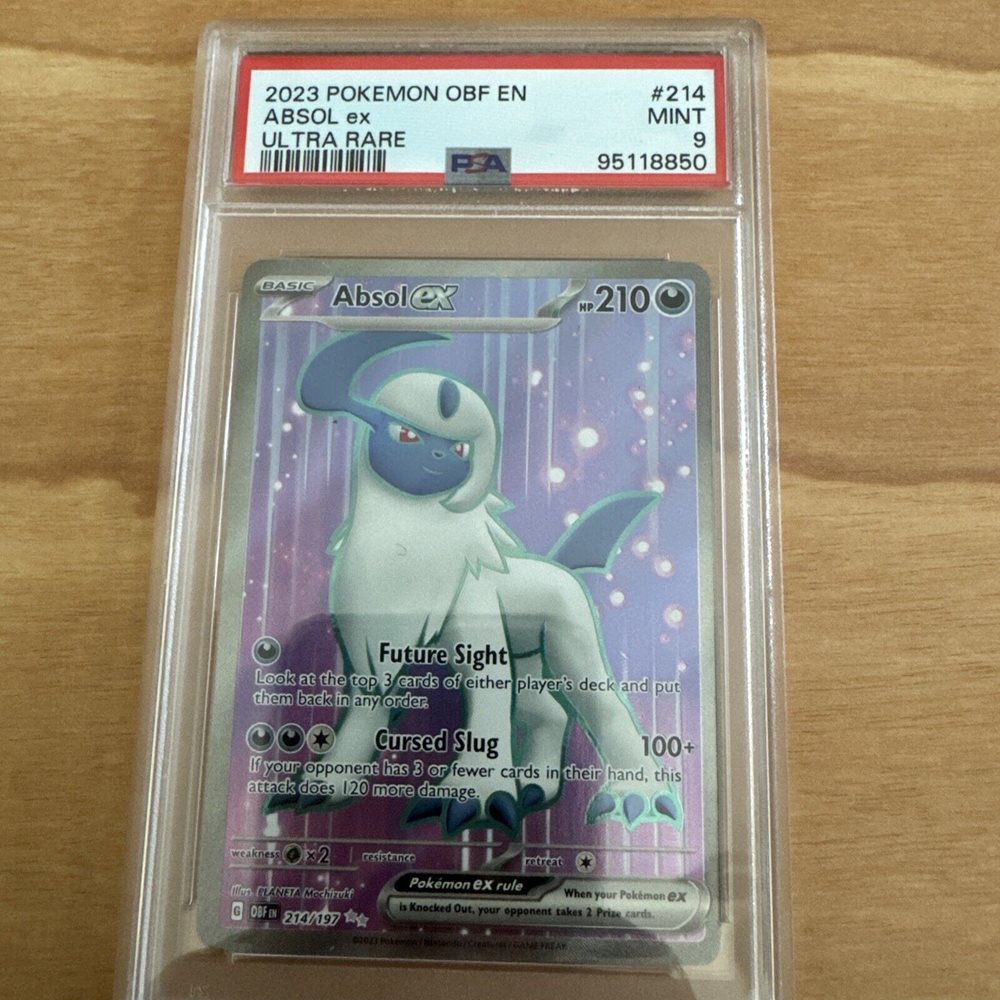 2023 POKEMON OBF EN #214
ABSOL ex MINT
ULTRA RARE 9
PSA 95118850
BASIC Absol ex HP 210
Future Sight
Look at the top 3 cards of either player's deck and put
them back in any order.
Cursed Slug 100+
If your opponent has 3 or fewer cards in their hand, this
attack does 120 more damage.
weakness ×2 resistance retreat
Illus. PLANETA Mochizuki
Pokémon ex rule
When your Pokémon ex
is Knocked Out, your opponent takes 2 Prize cards.
G OBF EN 214/197
©2023 Pokémon / Nintendo / Creatures / GAME FREAK